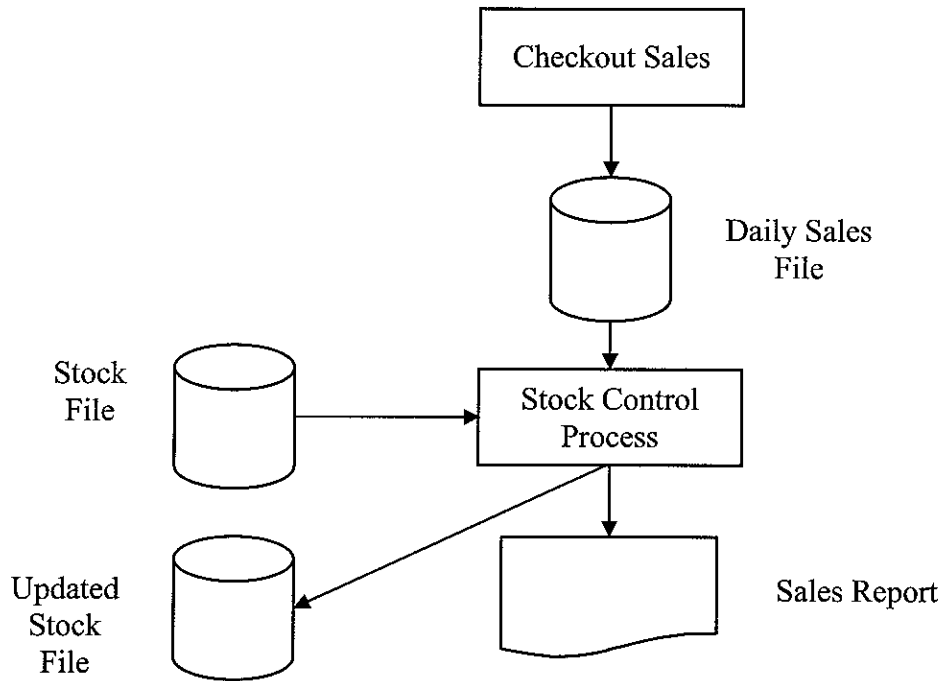 Checkout Sales
Daily Sales
File
Stock
File
Stock Control
Process
Updated
Stock
File
Sales Report